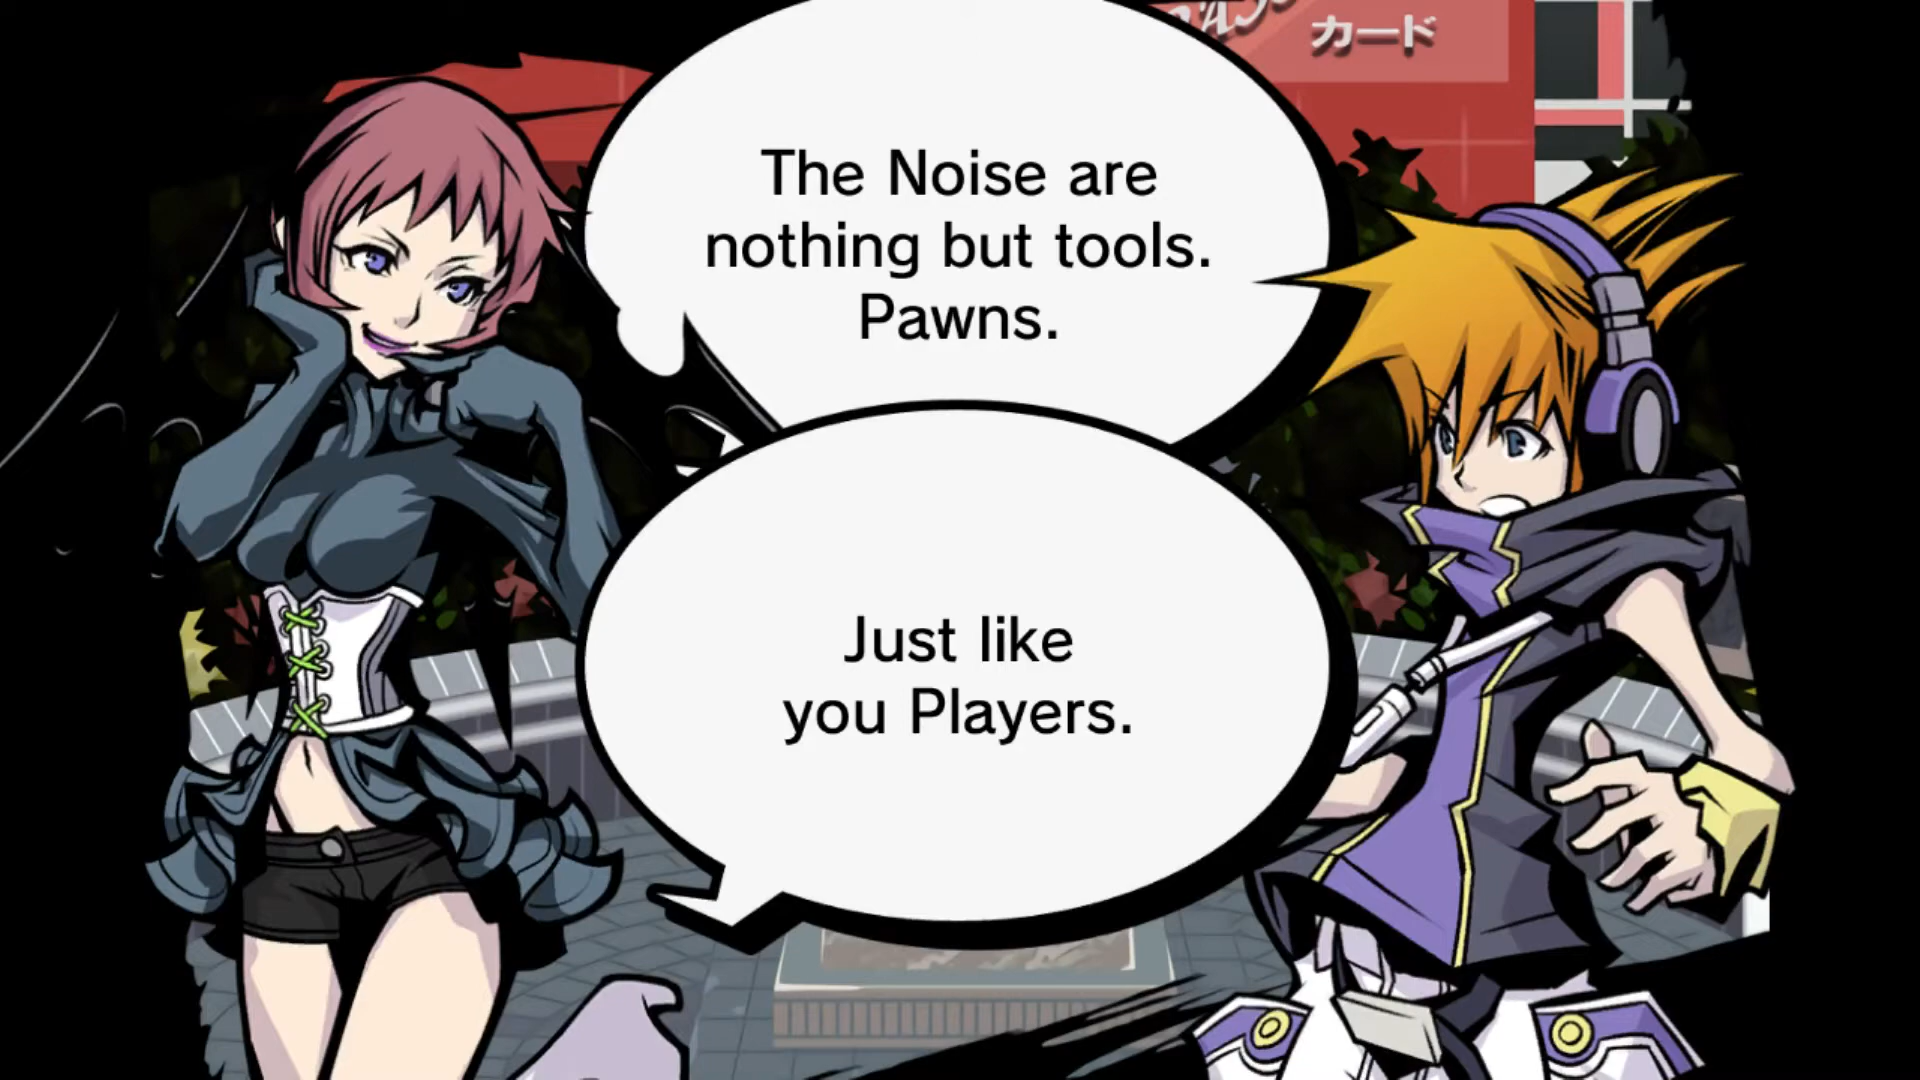 カード
The Noise are
nothing but tools.
Pawns.
Just like
you Players.